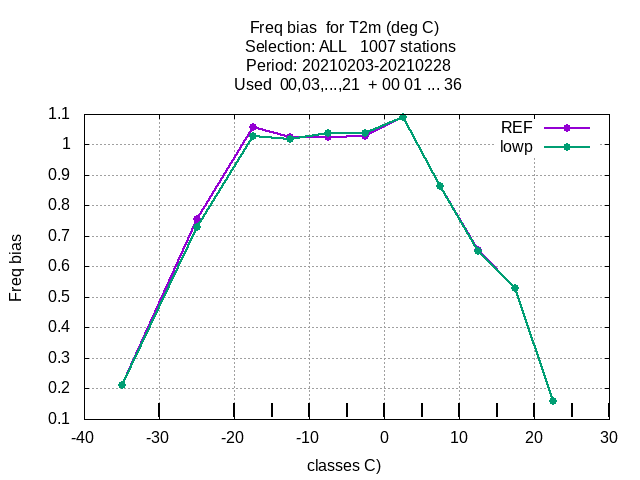 Freq bias  for T2m (deg C)
Selection: ALL   1007 stations
Period: 20210203-20210228
Used  00,03,...,21  + 00 01 ... 36
REF
lowp
Freq bias
1.1
1
0.9
0.8
0.7
0.6
0.5
0.4
0.3
0.2
0.1
-40 -30 -20 -10 0 10 20 30
classes C)